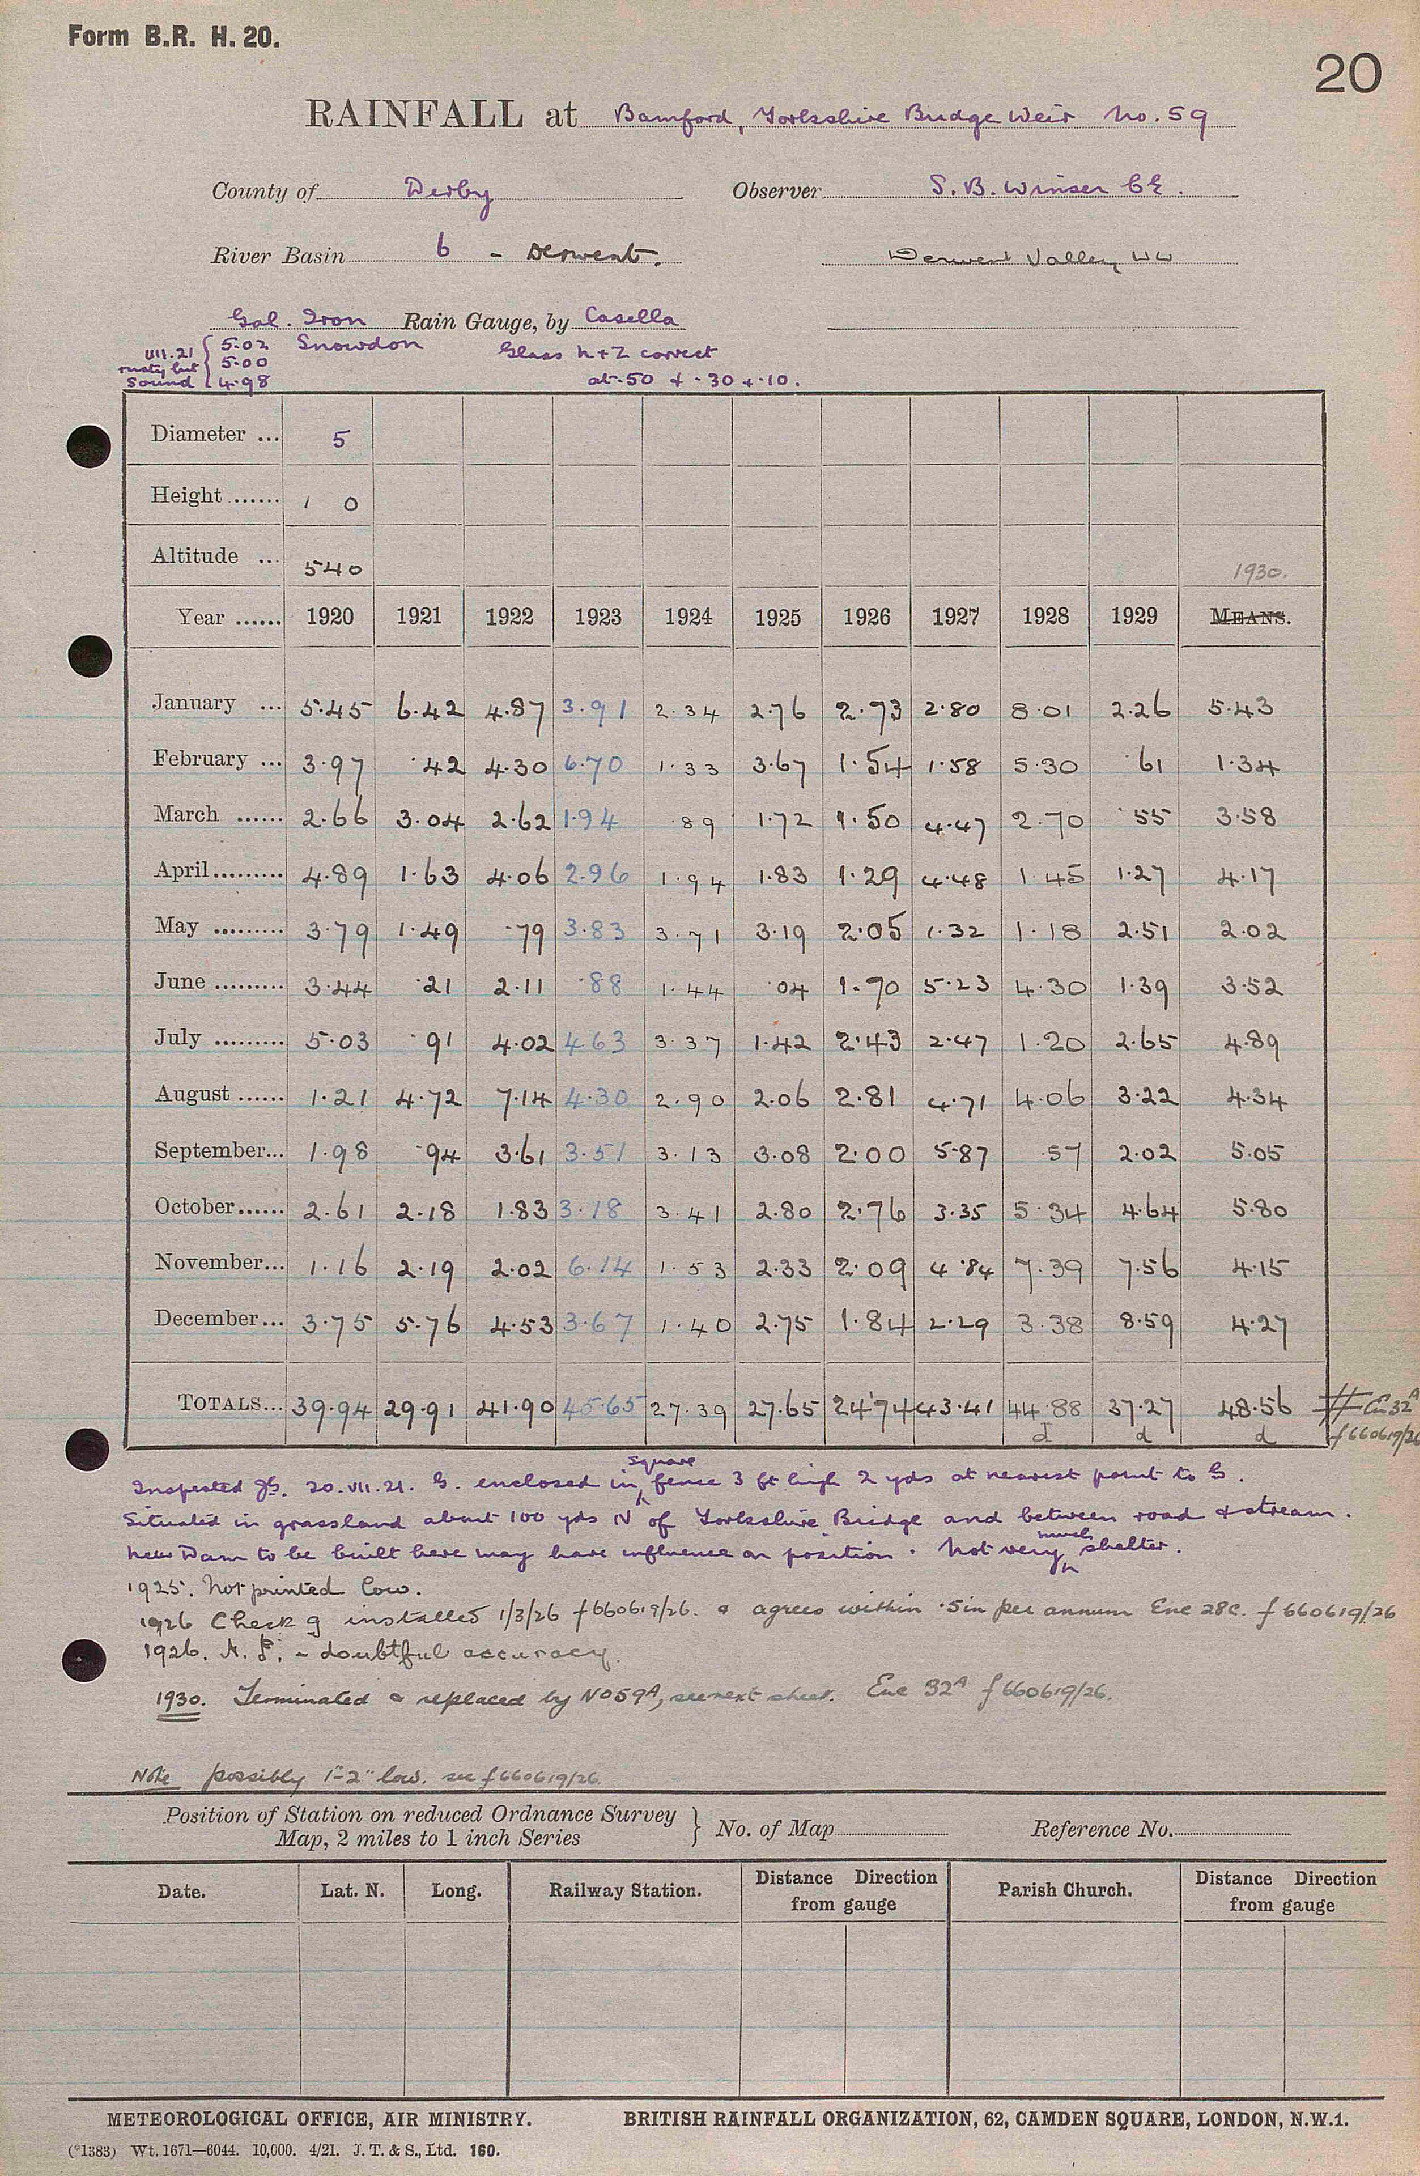 Form B.R. H. 20.
20
RAINFALL at Bamford, Yorkshire Bridge Weir No. 59
County of Derby Observer S. B. Winser CE.
River Basin 6 - Derwent. Derwent Valley WW
Gal. Iron Rain Gauge, by Casella
VII.21 rusty but sound { 5.02 5.00 4.98 Snowdon Glass h+z correct
at .50 + .30 + .10.
Diameter ... 5
Height ....... 1 0
Altitude ... 540 1930.
Year ...... 1920 1921 1922 1923 1924 1925 1926 1927 1928 1929 MEANS.
January ... 5.45 6.42 4.87 3.91 2.34 2.76 2.73 2.80 8.01 2.26 5.43
February ... 3.97 .42 4.30 6.70 1.33 3.67 1.54 1.58 5.30 .61 1.34
March ...... 2.66 3.04 2.62 1.94 .89 1.72 1.50 4.47 2.70 .55 3.58
April......... 4.89 1.63 4.06 2.96 1.94 1.83 1.29 4.48 1.45 1.27 4.17
May ......... 3.79 1.49 .79 3.83 3.71 3.19 2.05 1.32 1.18 2.51 2.02
June ......... 3.44 .21 2.11 .88 1.44 .04 1.70 5.23 4.30 1.39 3.52
July ......... 5.03 .91 4.02 4.63 3.37 1.42 2.43 2.47 1.20 2.65 4.89
August ...... 1.21 4.72 7.14 4.30 2.90 2.06 2.81 4.71 4.06 3.22 4.34
September... 1.98 .94 3.61 3.51 3.13 3.08 2.00 5.87 .57 2.02 5.05
October...... 2.61 2.18 1.83 3.18 3.41 2.80 2.76 3.35 5.34 4.64 5.80
November... 1.16 2.19 2.02 6.14 1.53 2.33 2.09 4.84 7.39 7.56 4.15
December... 3.75 5.76 4.53 3.67 1.40 2.75 1.84 2.29 3.38 8.59 4.27
TOTALS... 39.94 29.91 41.90 45.65 27.39 27.65 24.74 43.41 44.88 37.27 48.56 # Enc 32A
d d d f660619/26
Inspected 20.VII.21. G. enclosed in square fence 3 ft high 2 yds at nearest point to G.
Situated in grassland about 100 yds N of Yorkshire Bridge and between road & stream.
New Dam to be built here may have influence on position. Not very much shelter.
1925. Not printed low.
1926 Check g installed 1/3/26 f660619/26. & agrees within .5in per annum Enc 28c. f660619/26
1926. N. P. - doubtful accuracy.
1930. Terminated & replaced by No 59A, see next sheet. Enc 32A f660619/26.
Note possibly 1"-2" low. see f660619/26.
Position of Station on reduced Ordnance Survey
Map, 2 miles to 1 inch Series } No. of Map Reference No.
Date. Lat. N. Long. Railway Station. Distance Direction from gauge Parish Church. Distance Direction from gauge
METEOROLOGICAL OFFICE, AIR MINISTRY. BRITISH RAINFALL ORGANIZATION, 62, CAMDEN SQUARE, LONDON, N.W.1.
(*1383) Wt. 1671—6044. 10,000. 4/21. J. T. & S., Ltd. 160.